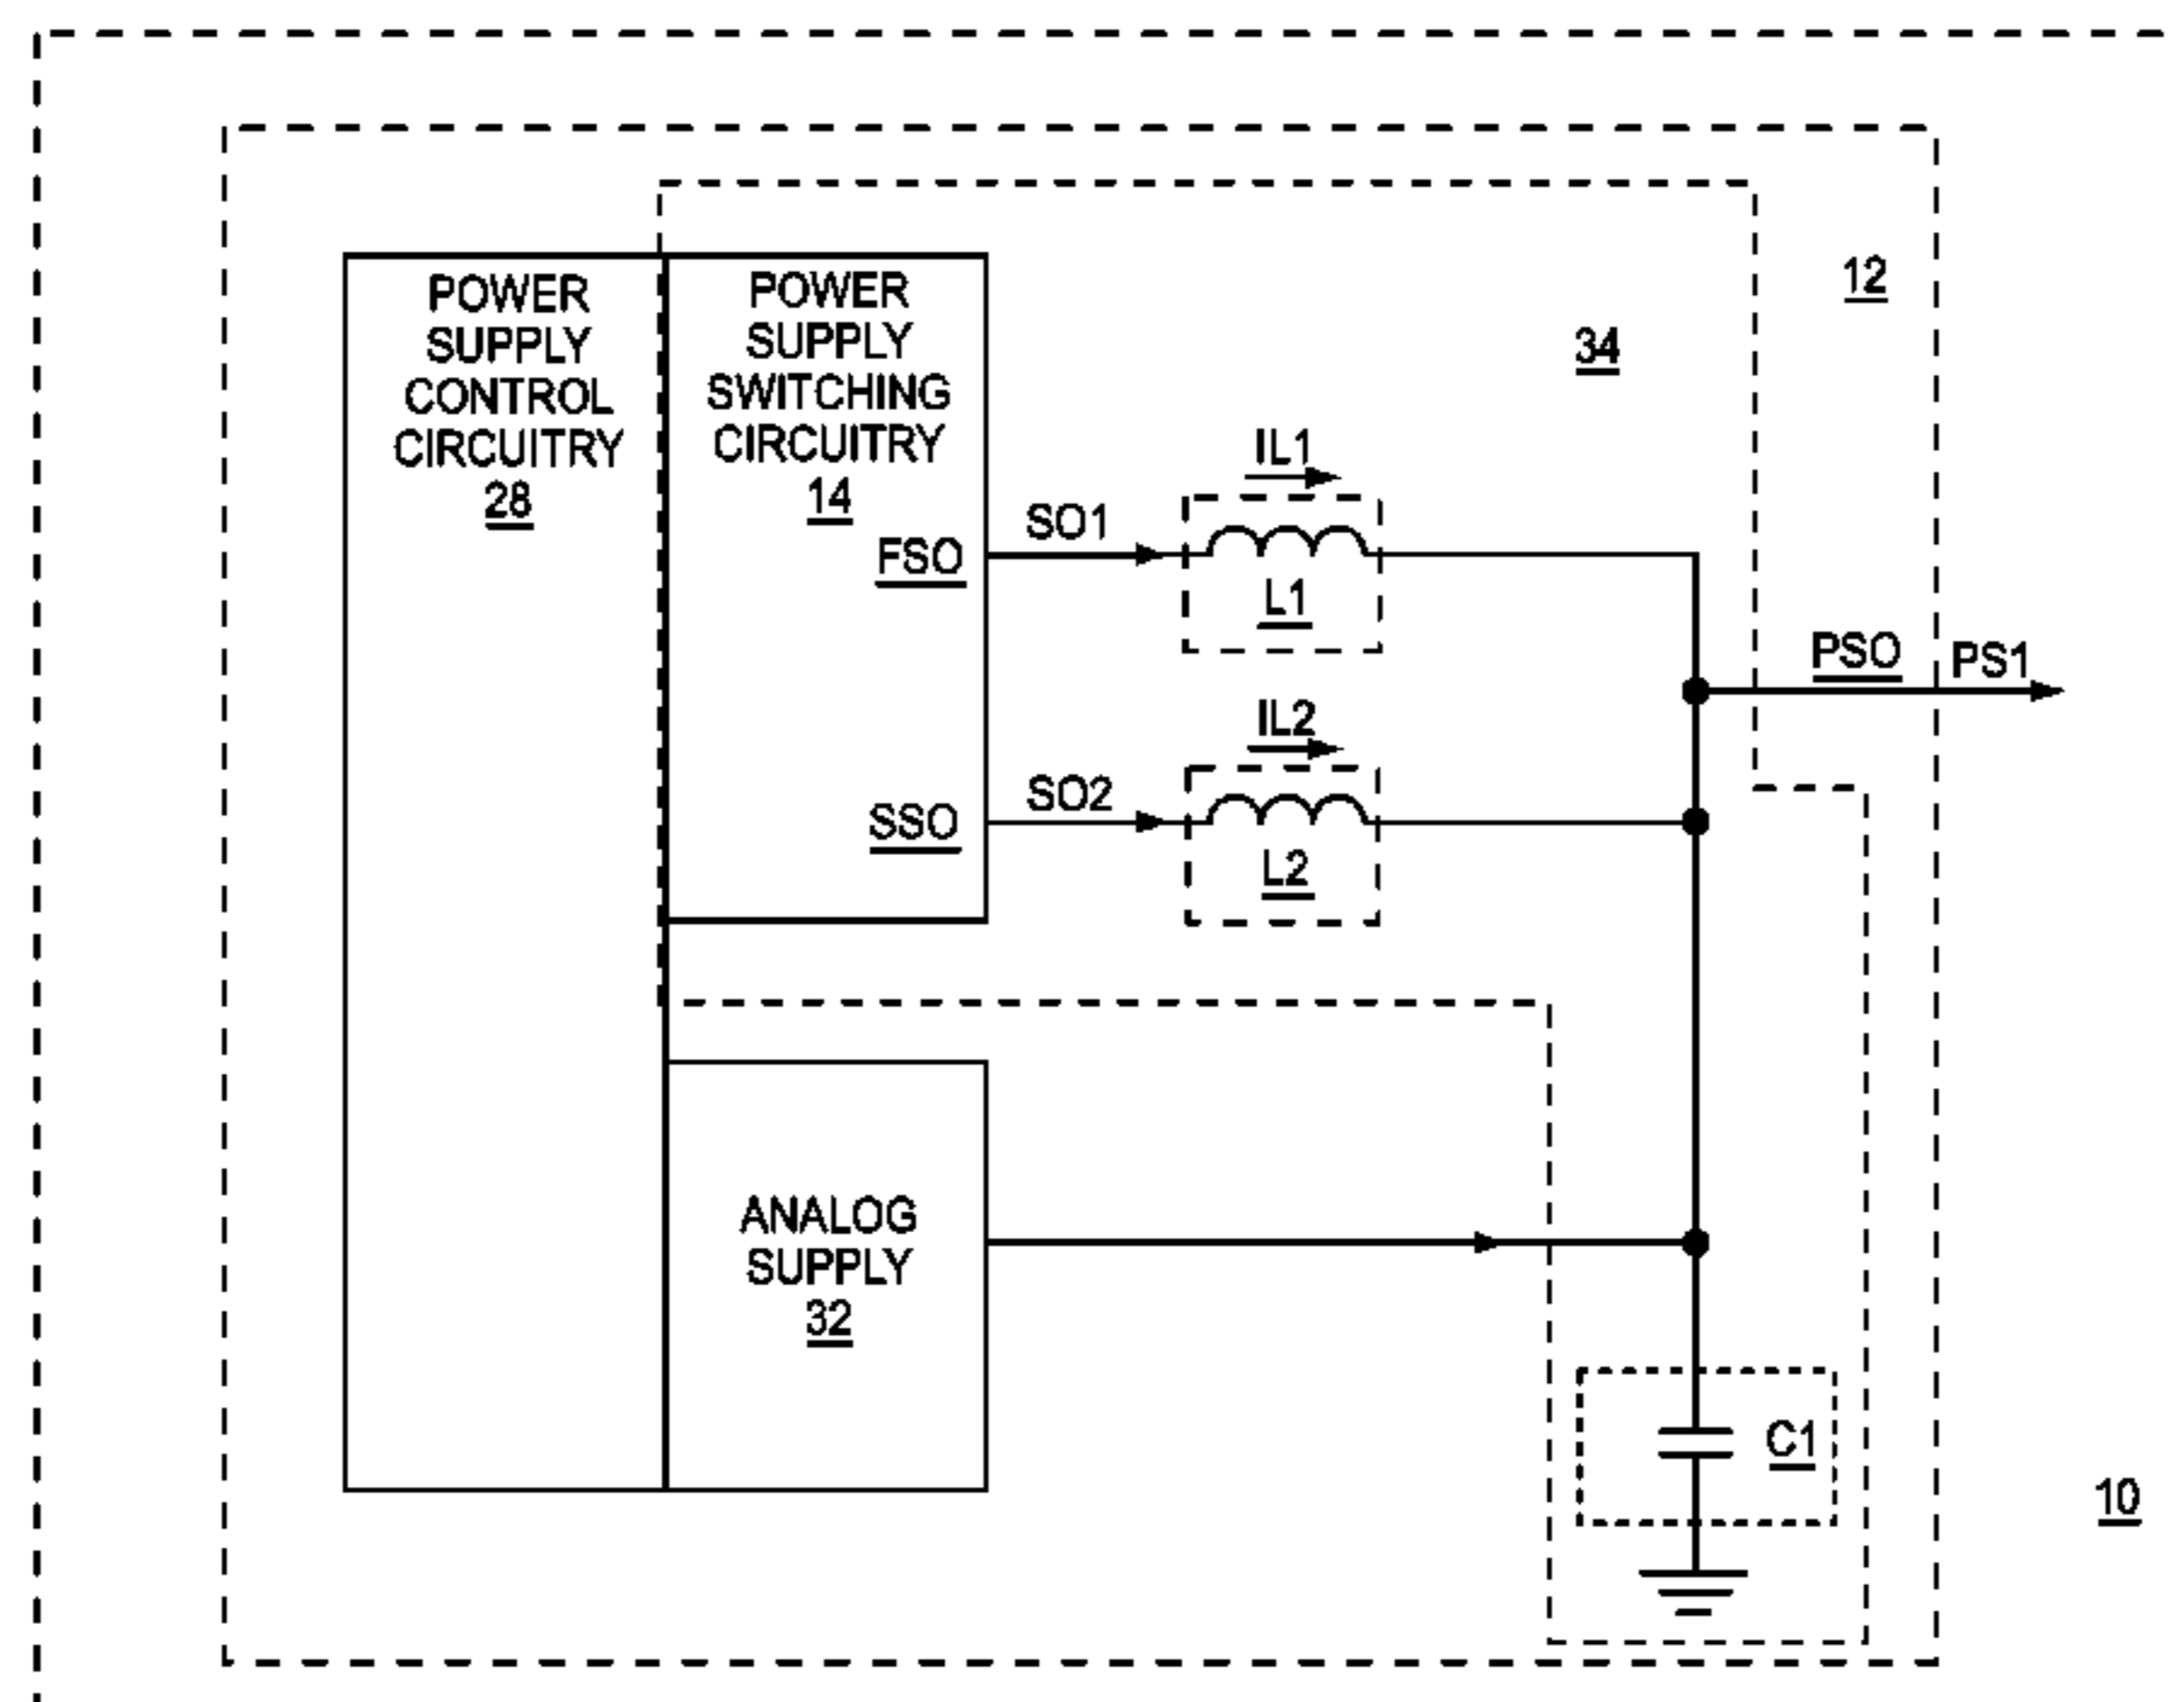 POWER
SUPPLY
CONTROL
CIRCUITRY
28
POWER
SUPPLY
SWITCHING
CIRCUITRY
14
FSO
SSO
SO1
IL1
L1
SO2
IL2
L2
34
12
PSO
PS1
ANALOG
SUPPLY
32
C1
10